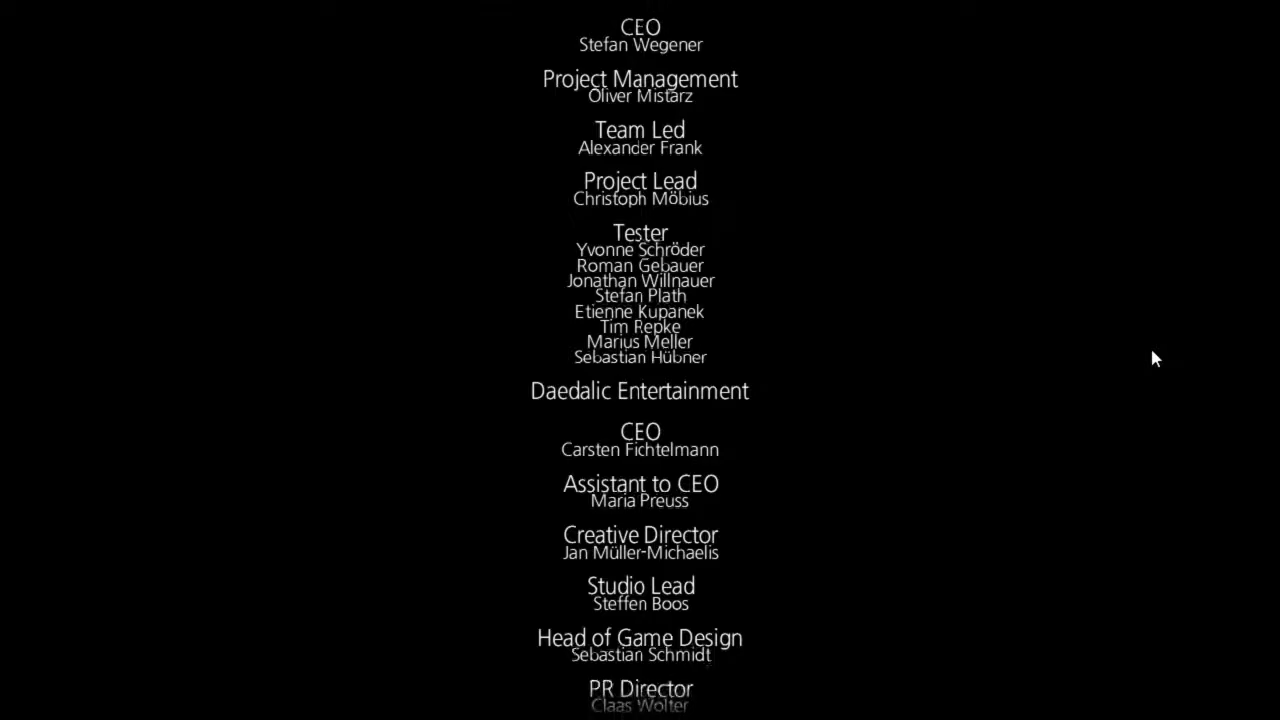 CEO
Stefan Wegener
Project Management
Oliver Mistarz
Team Led
Alexander Frank
Project Lead
Christoph Möbius
Tester
Yvonne Schröder
Roman Gebauer
Jonathan Willnauer
Stefan Plath
Etienne Kupanek
Tim Repke
Marius Meller
Sebastian Hübner
Daedalic Entertainment
CEO
Carsten Fichtelmann
Assistant to CEO
Maria Preuss
Creative Director
Jan Müller-Michaelis
Studio Lead
Steffen Boos
Head of Game Design
Sebastian Schmidt
PR Director
Claas Wolter